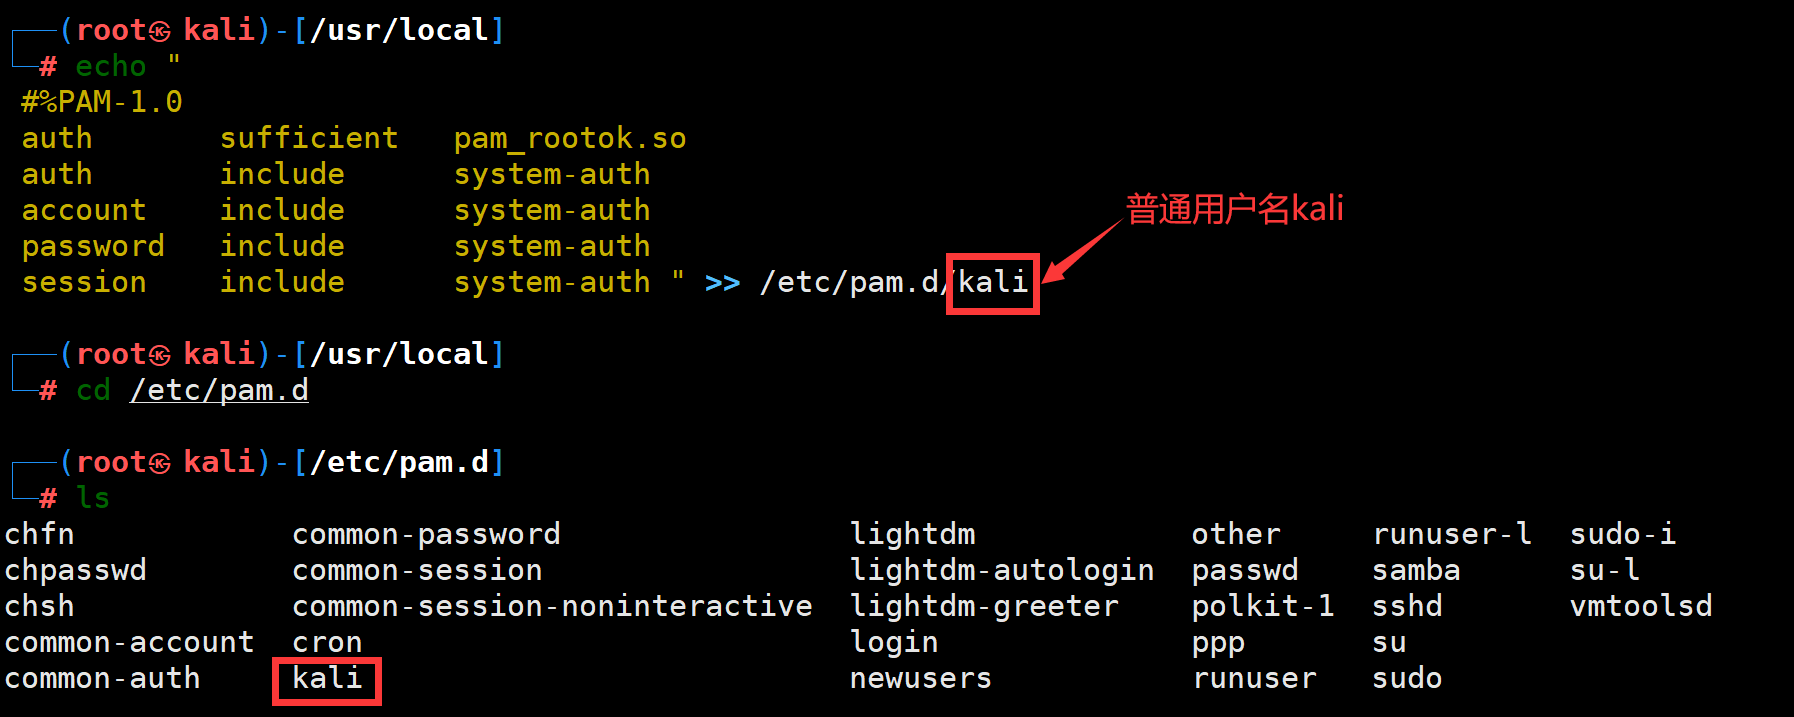 ┌──(root㉿kali)-[/usr/local]
└─# echo "
#%PAM-1.0
auth       sufficient   pam_rootok.so
auth       include      system-auth
account    include      system-auth
password   include      system-auth
session    include      system-auth " >> /etc/pam.d/kali
普通用户名kali
┌──(root㉿kali)-[/usr/local]
└─# cd /etc/pam.d
┌──(root㉿kali)-[/etc/pam.d]
└─# ls
chfn            common-password                lightdm            other      runuser-l  sudo-i
chpasswd        common-session                 lightdm-autologin  passwd     samba      su-l
chsh            common-session-noninteractive  lightdm-greeter    polkit-1   sshd       vmtoolsd
common-account  cron                           login              ppp        su
common-auth     kali                           newusers           runuser    sudo